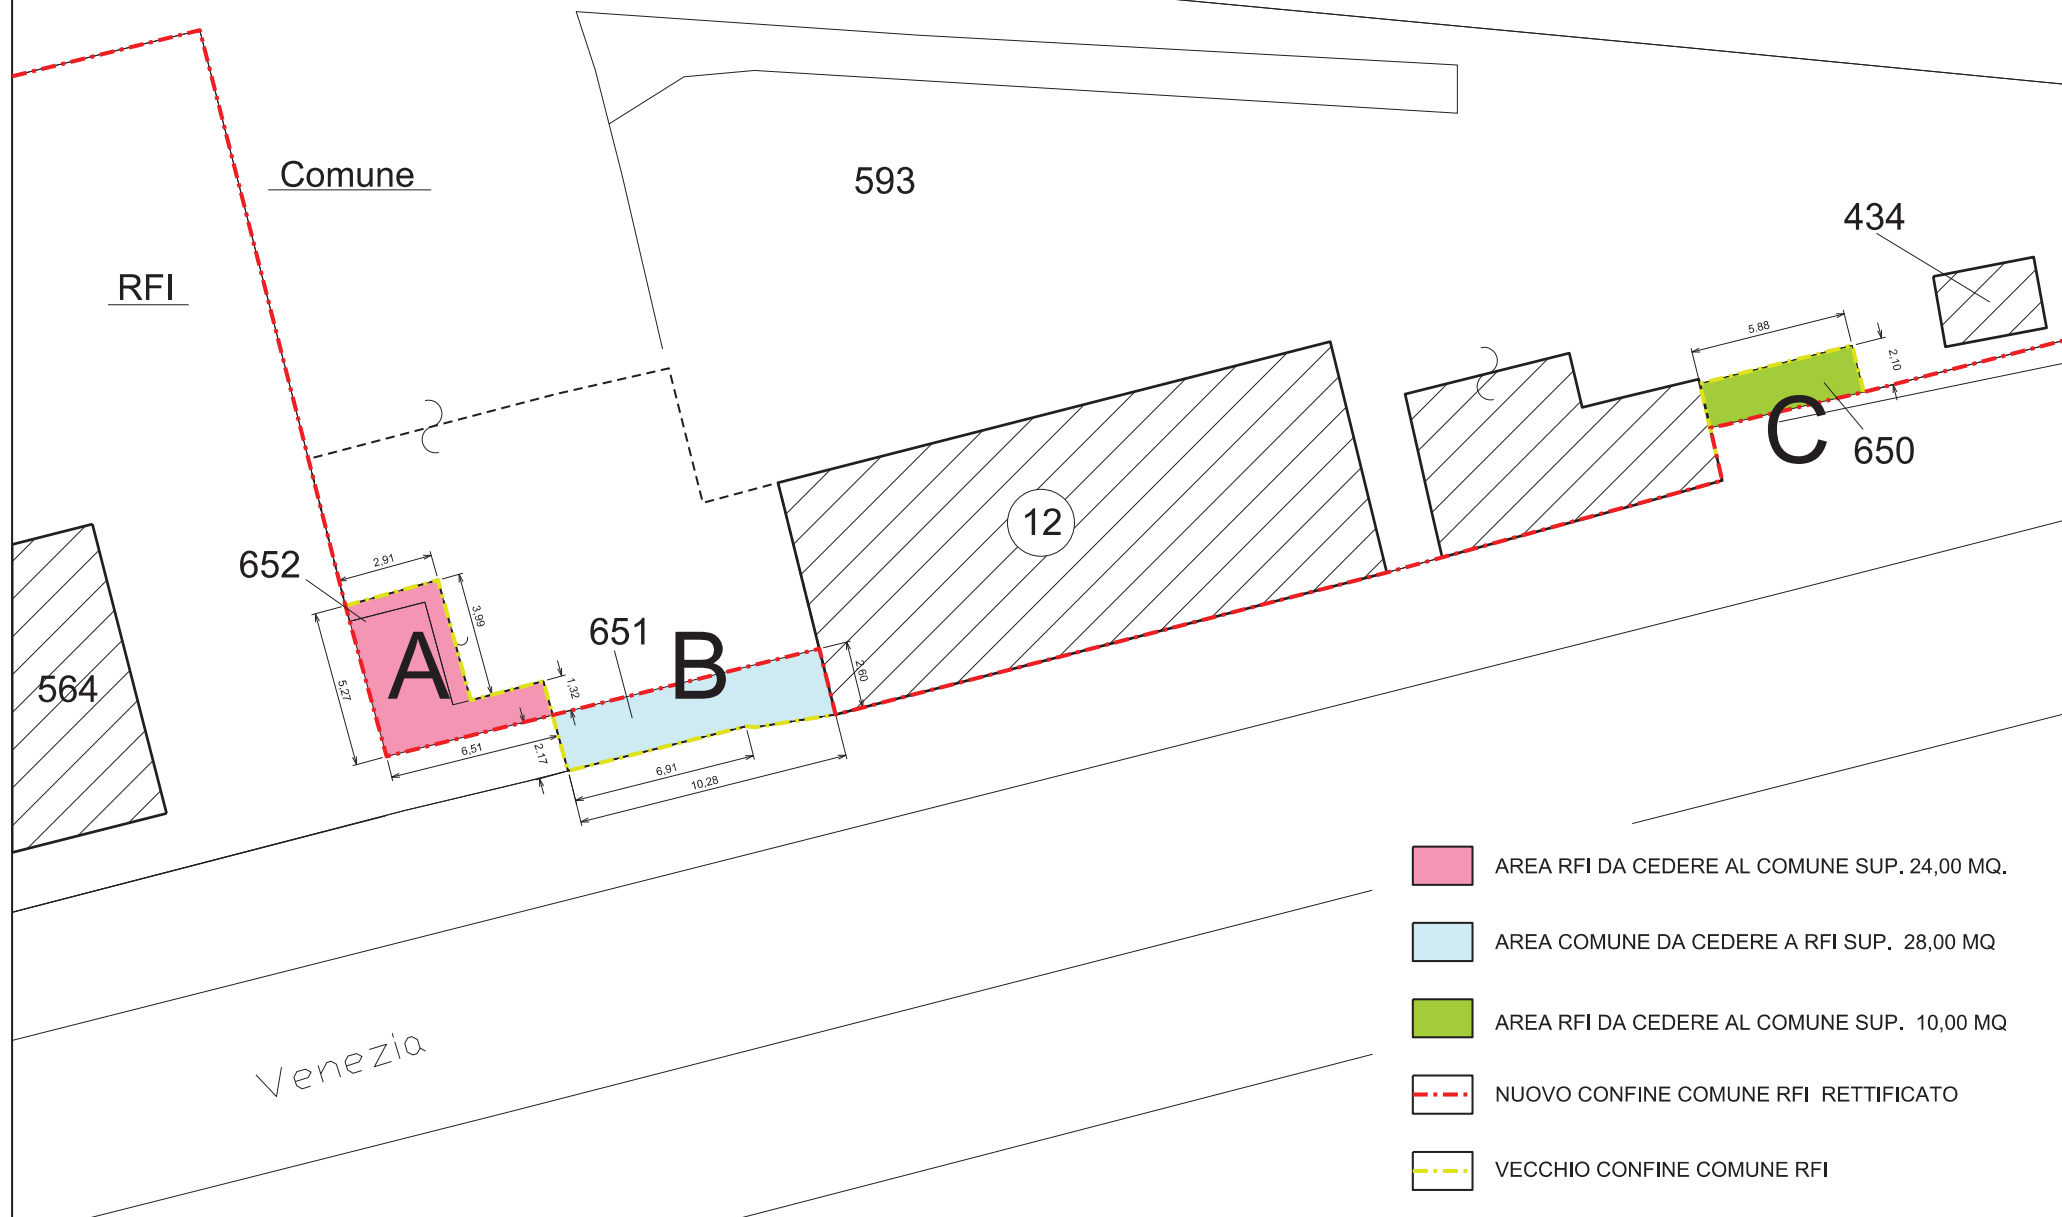 Comune
593
434
RFI
5,88
2,10
C
650
12
652
2,91
3,99
A
651
B
564
5,27
1,32
2,60
6,51
2,17
6,91
10,28
AREA RFI DA CEDERE AL COMUNE SUP. 24,00 MQ.
AREA COMUNE DA CEDERE A RFI SUP. 28,00 MQ
AREA RFI DA CEDERE AL COMUNE SUP. 10,00 MQ
NUOVO CONFINE COMUNE RFI RETTIFICATO
VECCHIO CONFINE COMUNE RFI
Venezia